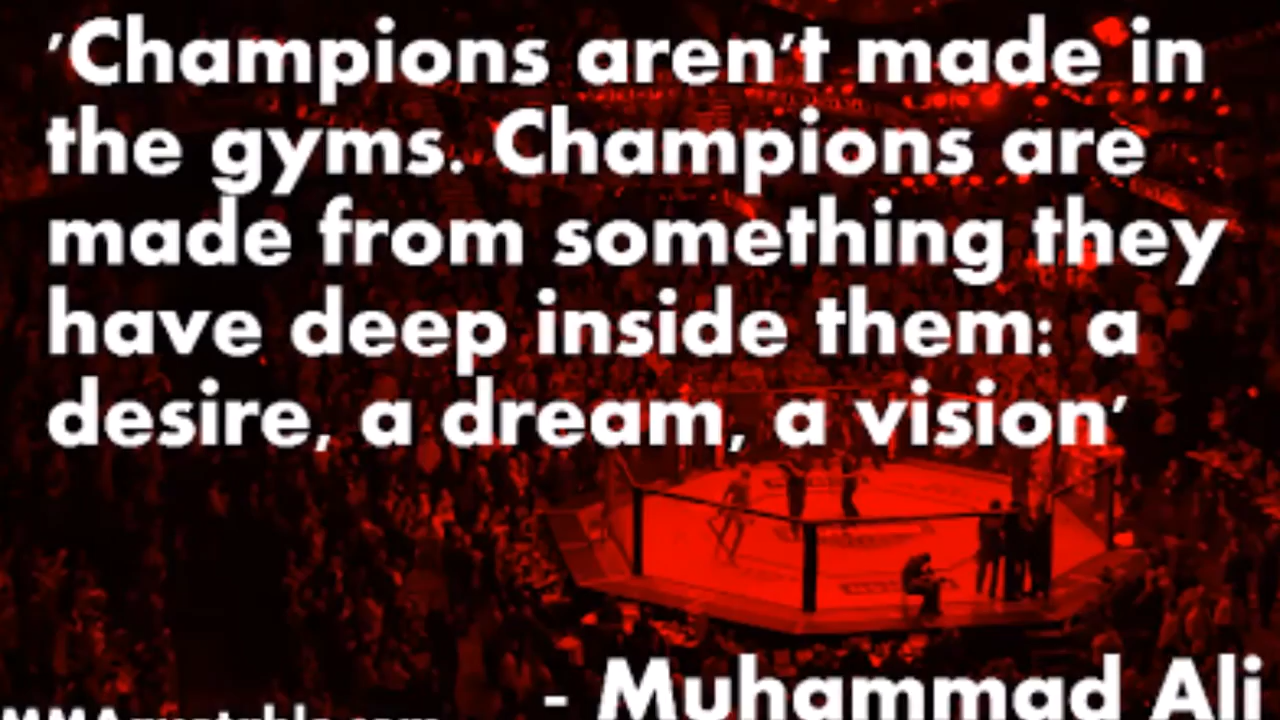 'Champions aren't made in
the gyms. Champions are
made from something they
have deep inside them: a
desire, a dream, a vision'
- Muhammad Ali